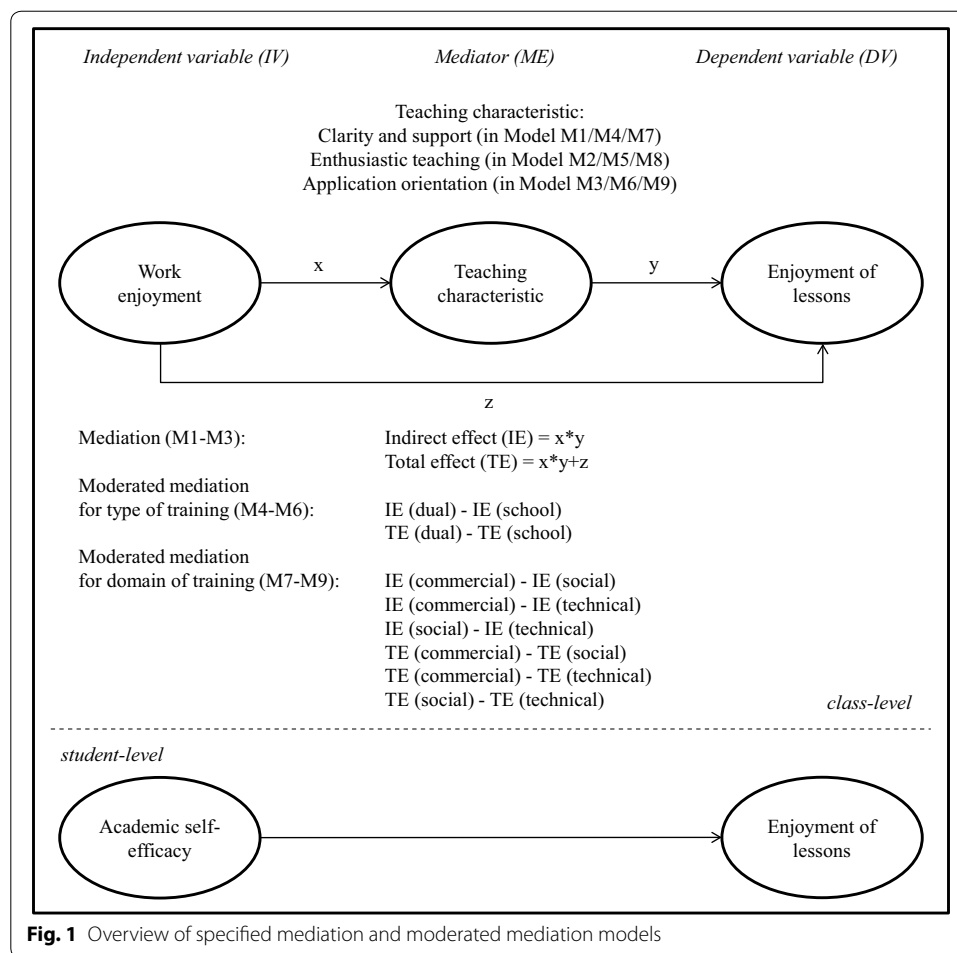 Independent variable (IV) Mediator (ME) Dependent variable (DV)
Teaching characteristic:
Clarity and support (in Model M1/M4/M7)
Enthusiastic teaching (in Model M2/M5/M8)
Application orientation (in Model M3/M6/M9)
Work
enjoyment
x
Teaching
characteristic
y
Enjoyment of
lessons
z
Mediation (M1-M3): Indirect effect (IE) = x*y
Total effect (TE) = x*y+z
Moderated mediation
for type of training (M4-M6): IE (dual) - IE (school)
TE (dual) - TE (school)
Moderated mediation
for domain of training (M7-M9): IE (commercial) - IE (social)
IE (commercial) - IE (technical)
IE (social) - IE (technical)
TE (commercial) - TE (social)
TE (commercial) - TE (technical)
TE (social) - TE (technical)
class-level
student-level
Academic self-
efficacy
Enjoyment of
lessons
Fig. 1 Overview of specified mediation and moderated mediation models